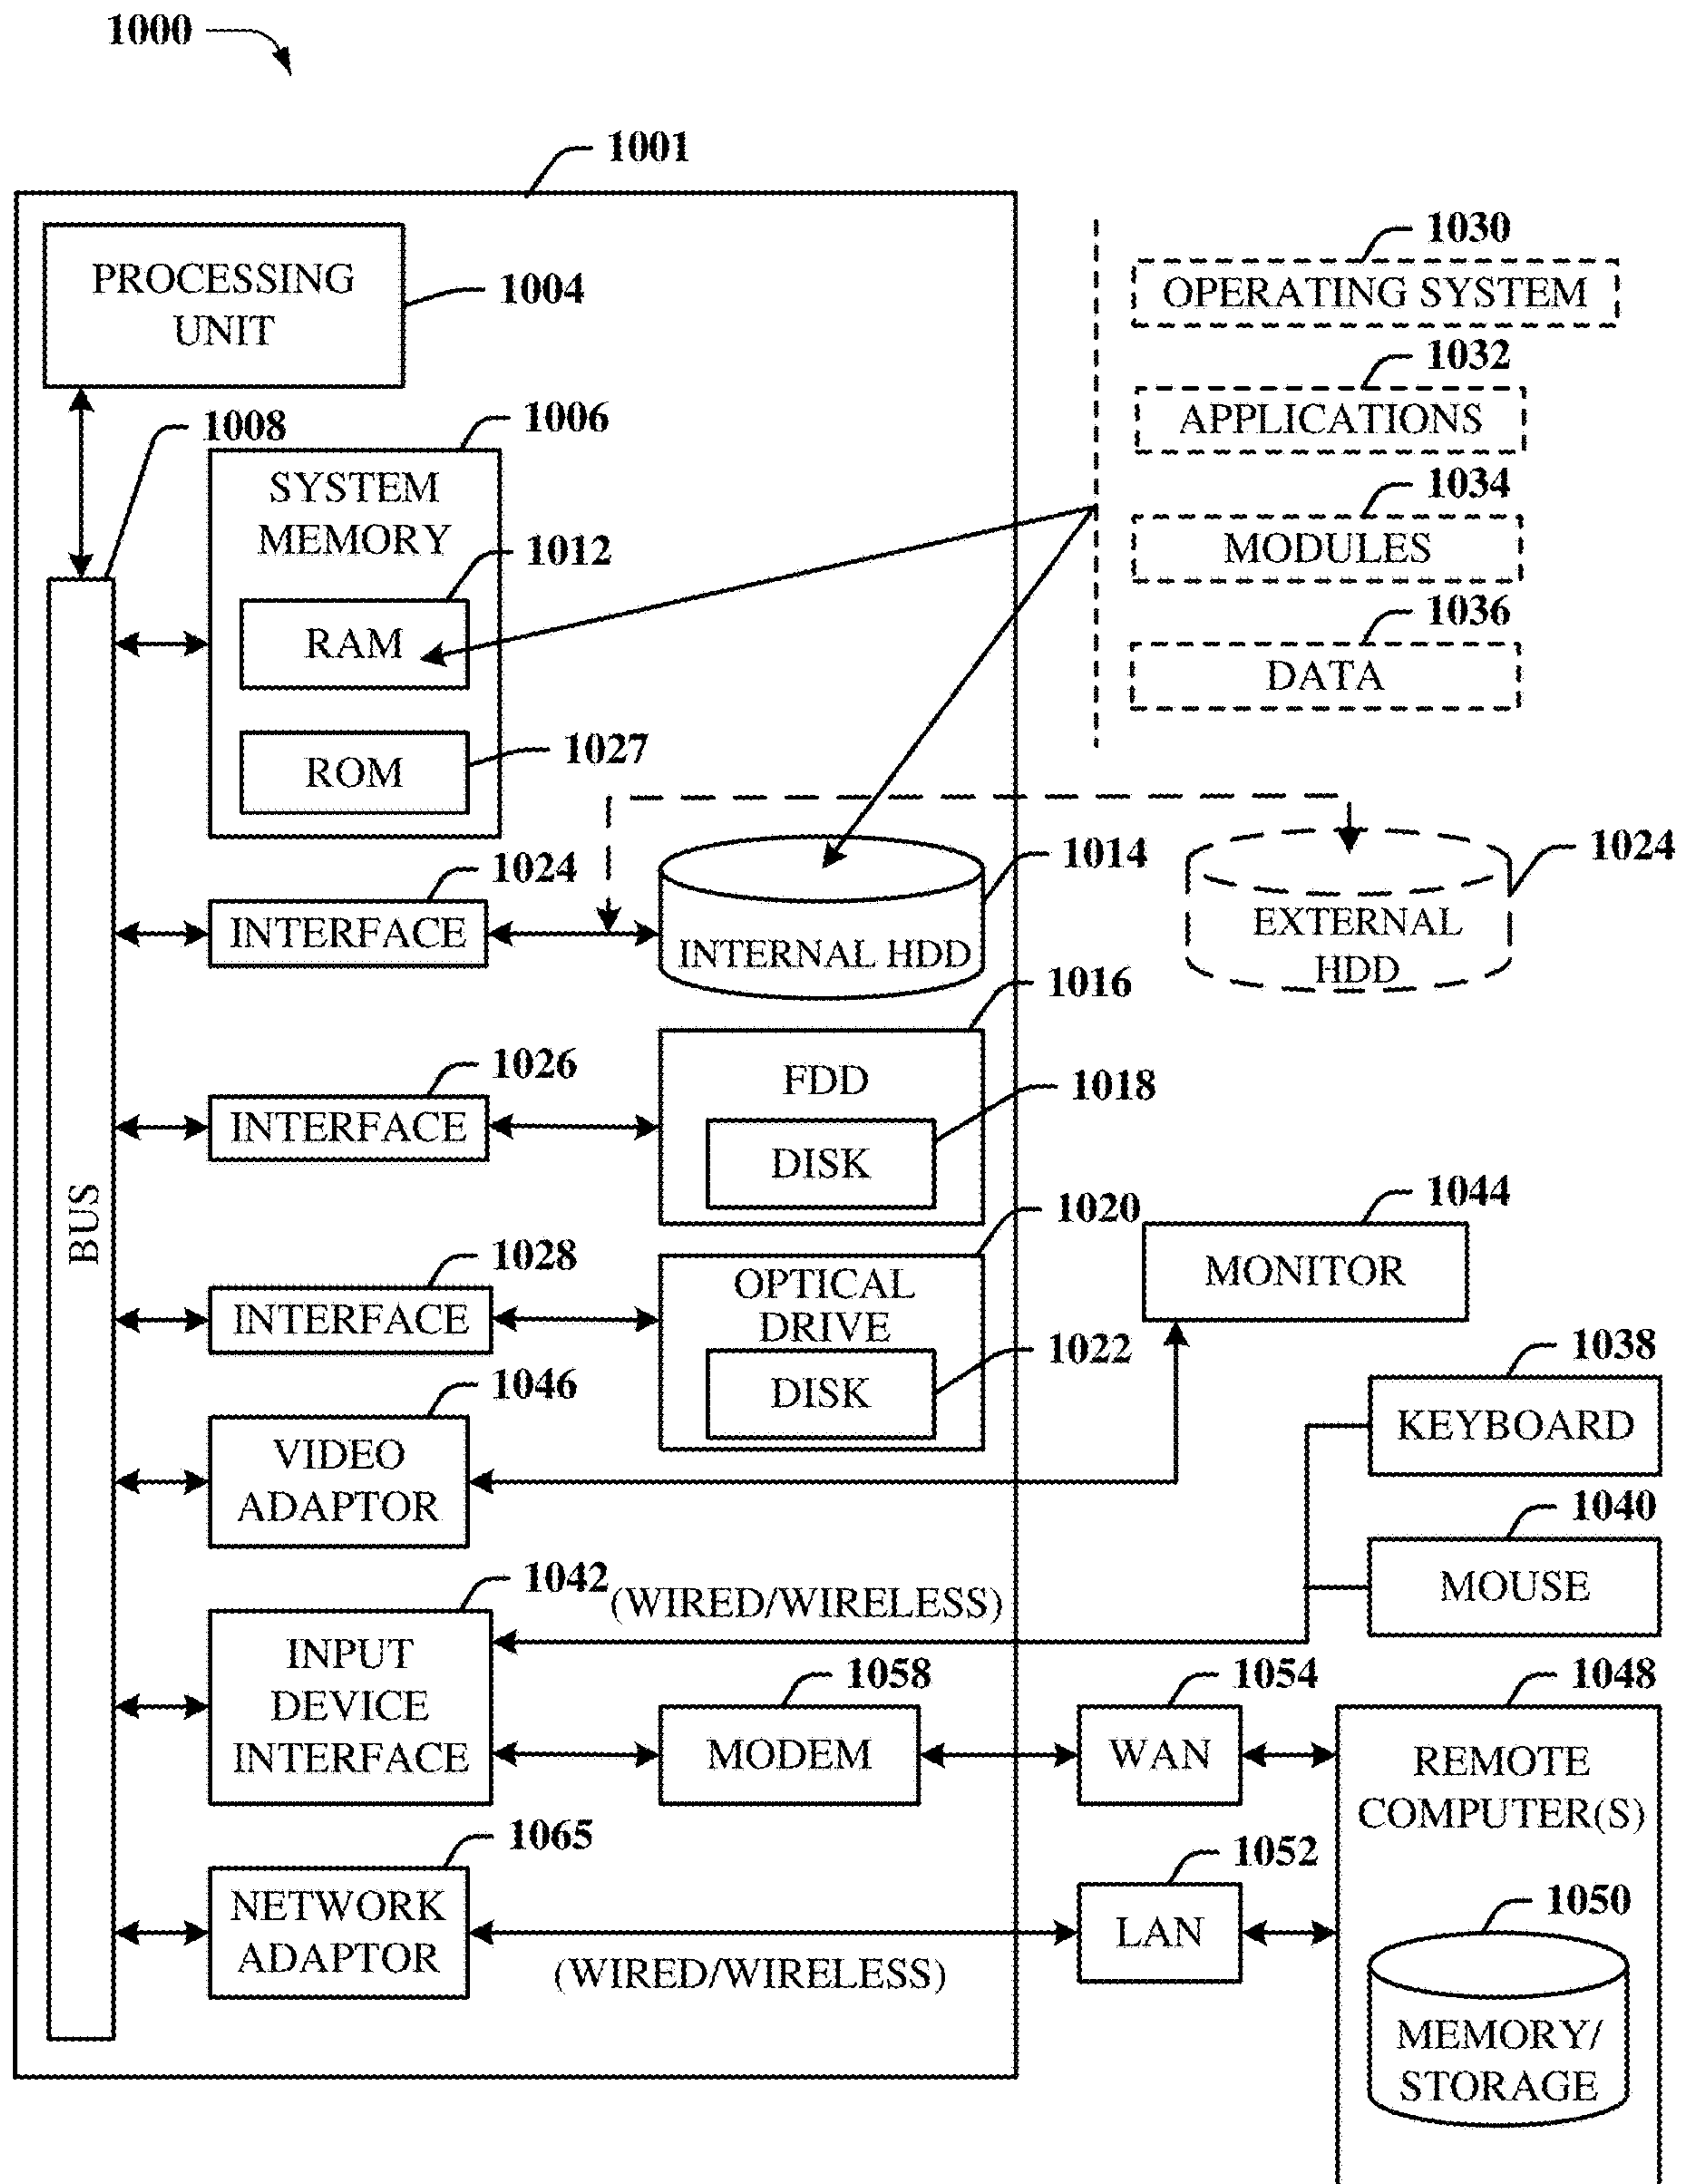 1000
1001
PROCESSING
UNIT
1004
1030
OPERATING SYSTEM
1032
APPLICATIONS
1034
MODULES
1036
DATA
1008
1006
SYSTEM
MEMORY
1012
RAM
ROM
1027
BUS
1024
INTERFACE
1014
INTERNAL HDD
1024
EXTERNAL
HDD
1026
INTERFACE
1016
FDD
1018
DISK
1028
INTERFACE
1020
OPTICAL
DRIVE
1022
DISK
1044
MONITOR
1046
VIDEO
ADAPTOR
1038
KEYBOARD
1040
MOUSE
1042
(WIRED/WIRELESS)
INPUT
DEVICE
INTERFACE
1058
MODEM
1054
WAN
1048
REMOTE
COMPUTER(S)
1065
NETWORK
ADAPTOR
(WIRED/WIRELESS)
1052
LAN
1050
MEMORY/
STORAGE